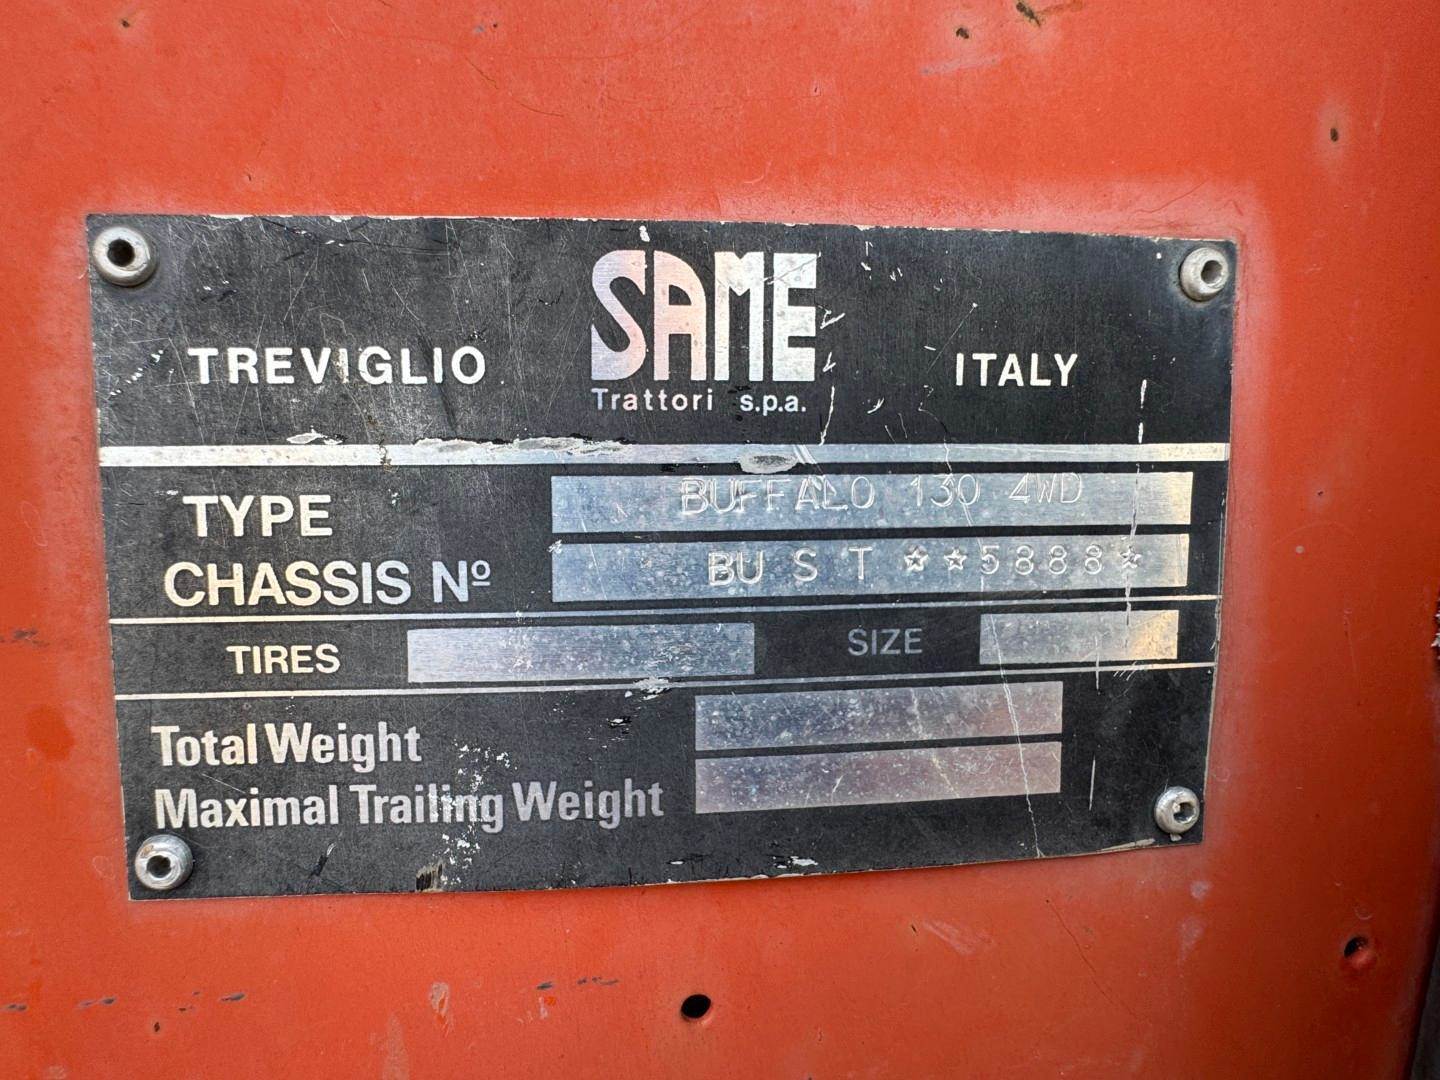 SAME
TREVIGLIO ITALY
Trattori s.p.a.
TYPE BUFFALO 130 4WD
CHASSIS Nº BU S T ☆☆5888☆
TIRES SIZE
Total Weight
Maximal Trailing Weight